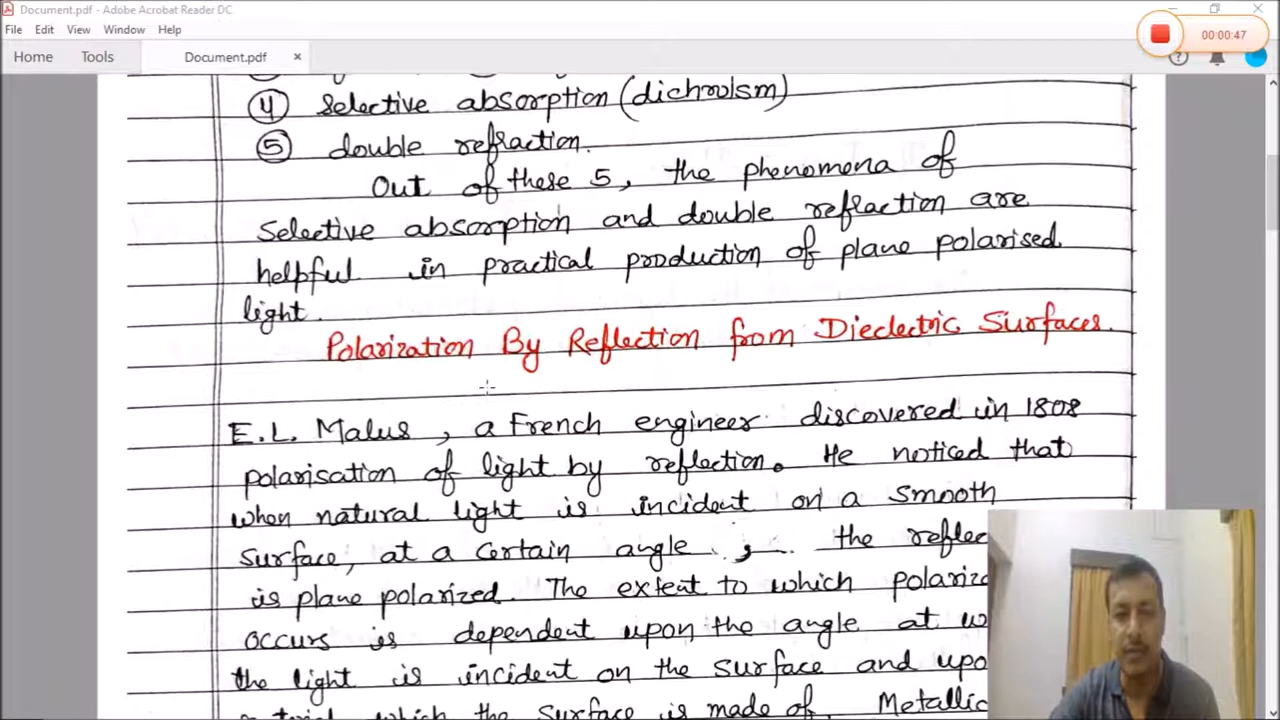 Document.pdf - Adobe Acrobat Reader DC
File Edit View Window Help
00:00:47
Home Tools Document.pdf
④ Selective absorption (dichroism)
⑤ double refraction.
Out of these 5, the phenomena of
Selective absorption and double refraction are
helpful in practical production of plane polarised
light.
Polarization By Reflection from Dielectric Surfaces.
E.L. Malus, a French engineer discovered in 1808
polarisation of light by reflection. He noticed that
when natural light is incident on a smooth
surface, at a certain angle, the reflec
is plane polarized. The extent to which polariz
occurs is dependent upon the angle at w
the light is incident on the surface and upo
which the surface is made of. Metallic